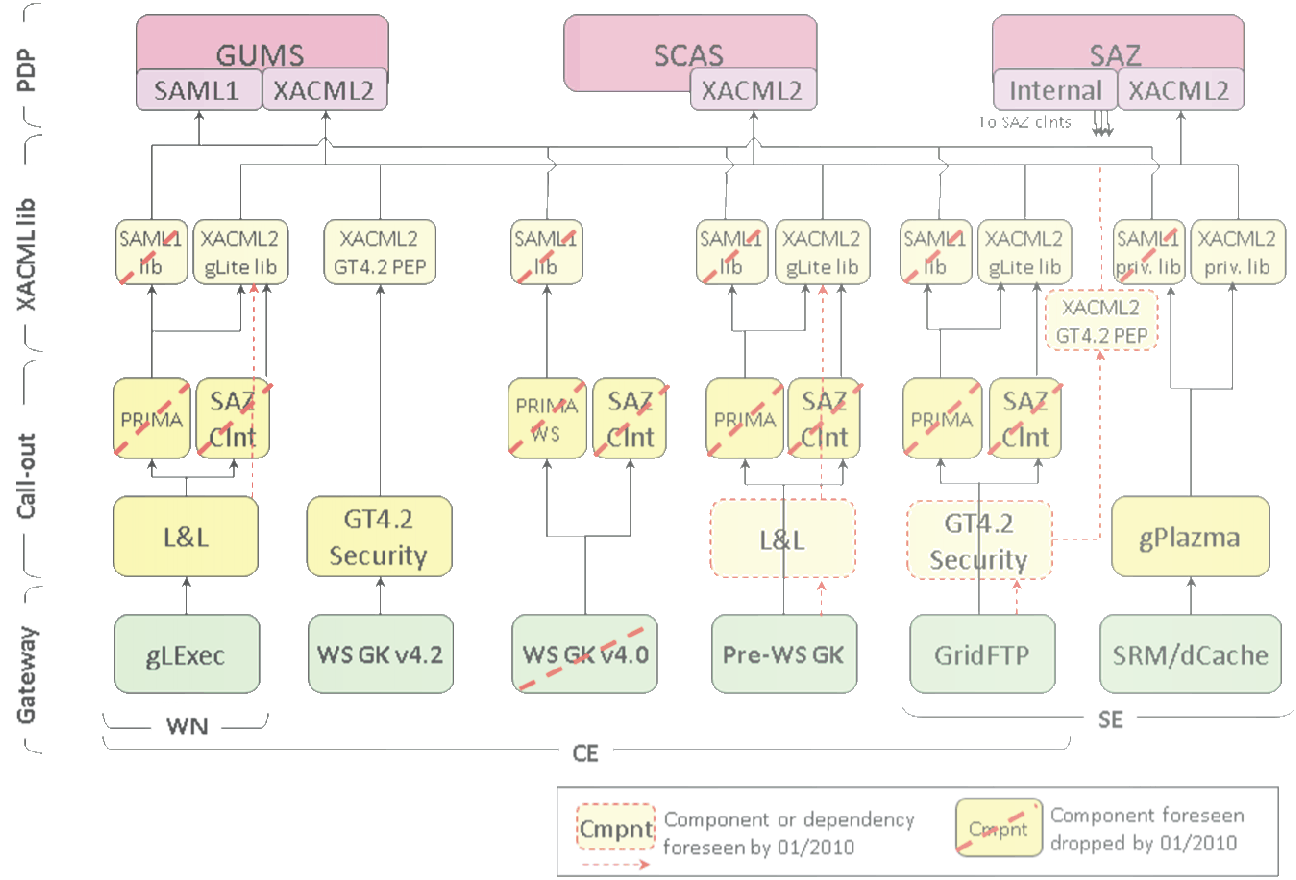 PDP
GUMS
SCAS
SAZ
SAML1
XACML2
XACML2
Internal
XACML2
To SAZ clnts
XACML lib
SAML1
lib
XACML2
gLite lib
XACML2
GT4.2 PEP
SAML1
lib
SAML1
lib
XACML2
gLite lib
SAML1
lib
XACML2
gLite lib
SAML1
priv. lib
XACML2
priv. lib
XACML2
GT4.2 PEP
Call-out
PRIMA
SAZ
Clnt
PRIMA
WS
SAZ
Clnt
PRIMA
SAZ
Clnt
PRIMA
SAZ
Clnt
L&L
GT4.2
Security
L&L
GT4.2
Security
gPlazma
Gateway
gLExec
WS GK v4.2
WS GK v4.0
Pre-WS GK
GridFTP
SRM/dCache
WN
SE
CE
Cmpnt
Component or dependency
foreseen by 01/2010
Cmpnt
Component foreseen
dropped by 01/2010